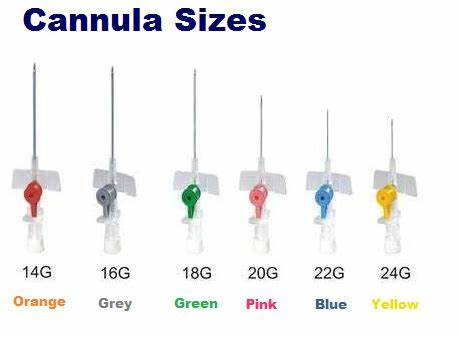 Cannula Sizes
14G 16G 18G 20G 22G 24G
Orange Grey Green Pink Blue Yellow